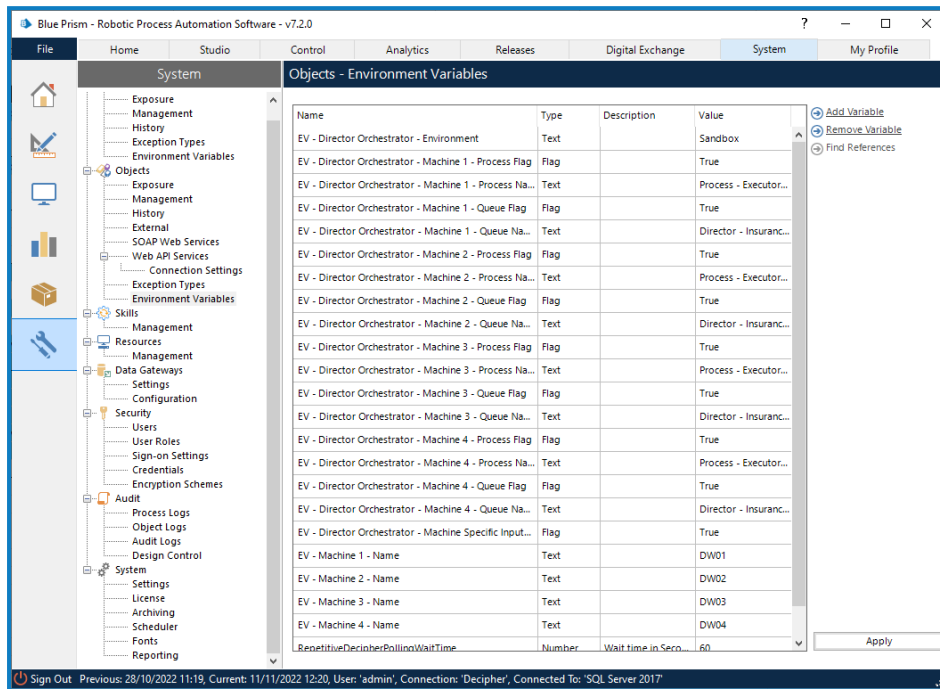 Blue Prism - Robotic Process Automation Software - v7.2.0
File Home Studio Control Analytics Releases Digital Exchange System My Profile
System
Objects - Environment Variables
Exposure
Management
History
Exception Types
Environment Variables
Objects
Exposure
Management
History
External
SOAP Web Services
Web API Services
Connection Settings
Exception Types
Environment Variables
Skills
Management
Resources
Management
Data Gateways
Settings
Configuration
Security
Users
User Roles
Sign-on Settings
Credentials
Encryption Schemes
Audit
Process Logs
Object Logs
Audit Logs
Design Control
System
Settings
License
Archiving
Scheduler
Fonts
Reporting
Name Type Description Value
EV - Director Orchestrator - Environment Text Sandbox
EV - Director Orchestrator - Machine 1 - Process Flag Flag True
EV - Director Orchestrator - Machine 1 - Process Na... Text Process - Executor...
EV - Director Orchestrator - Machine 1 - Queue Flag Flag True
EV - Director Orchestrator - Machine 1 - Queue Na... Text Director - Insuranc...
EV - Director Orchestrator - Machine 2 - Process Flag Flag True
EV - Director Orchestrator - Machine 2 - Process Na... Text Process - Executor...
EV - Director Orchestrator - Machine 2 - Queue Flag Flag True
EV - Director Orchestrator - Machine 2 - Queue Na... Text Director - Insuranc...
EV - Director Orchestrator - Machine 3 - Process Flag Flag True
EV - Director Orchestrator - Machine 3 - Process Na... Text Process - Executor...
EV - Director Orchestrator - Machine 3 - Queue Flag Flag True
EV - Director Orchestrator - Machine 3 - Queue Na... Text Director - Insuranc...
EV - Director Orchestrator - Machine 4 - Process Flag Flag True
EV - Director Orchestrator - Machine 4 - Process Na... Text Process - Executor...
EV - Director Orchestrator - Machine 4 - Queue Flag Flag True
EV - Director Orchestrator - Machine 4 - Queue Na... Text Director - Insuranc...
EV - Director Orchestrator - Machine Specific Input... Flag True
EV - Machine 1 - Name Text DW01
EV - Machine 2 - Name Text DW02
EV - Machine 3 - Name Text DW03
EV - Machine 4 - Name Text DW04
RepetitiveDecipherPollingWaitTime Number Wait time in Seco... 60
Add Variable
Remove Variable
Find References
Apply
Sign Out Previous: 28/10/2022 11:19, Current: 11/11/2022 12:20, User: 'admin', Connection: 'Decipher', Connected To: 'SQL Server 2017'